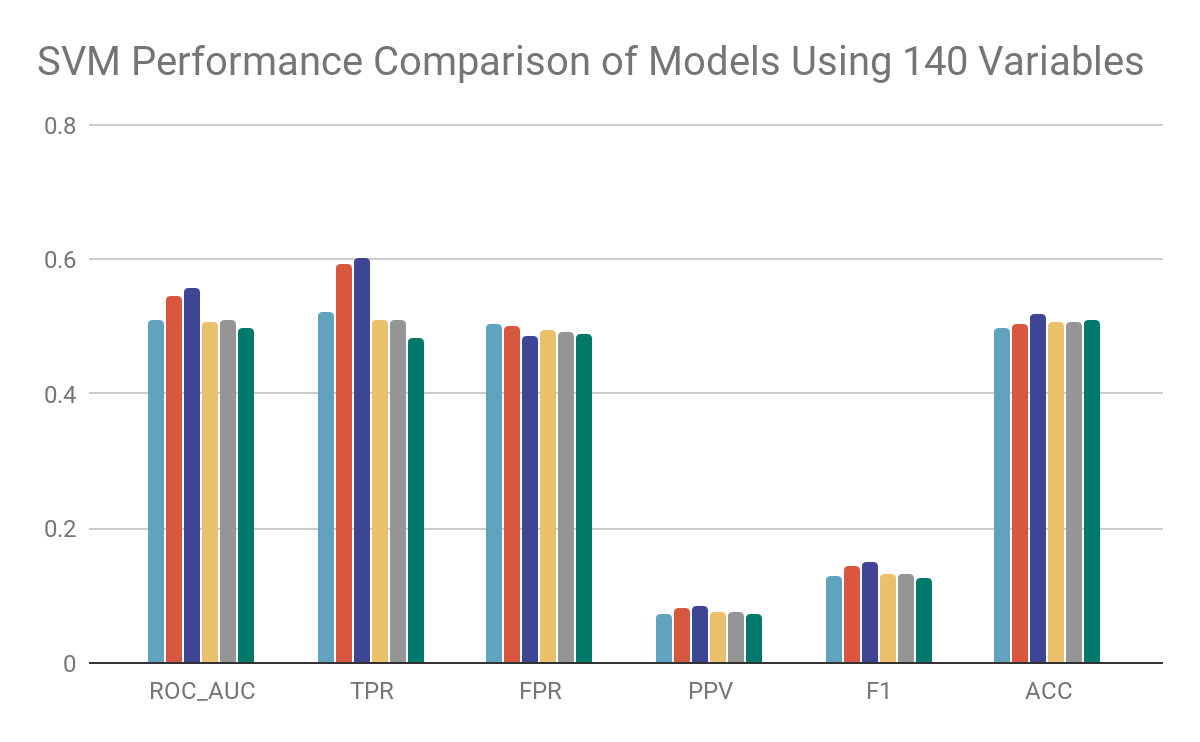 SVM Performance Comparison of Models Using 140 Variables
0.8
0.6
0.4
0.2
0
ROC_AUC TPR FPR PPV F1 ACC